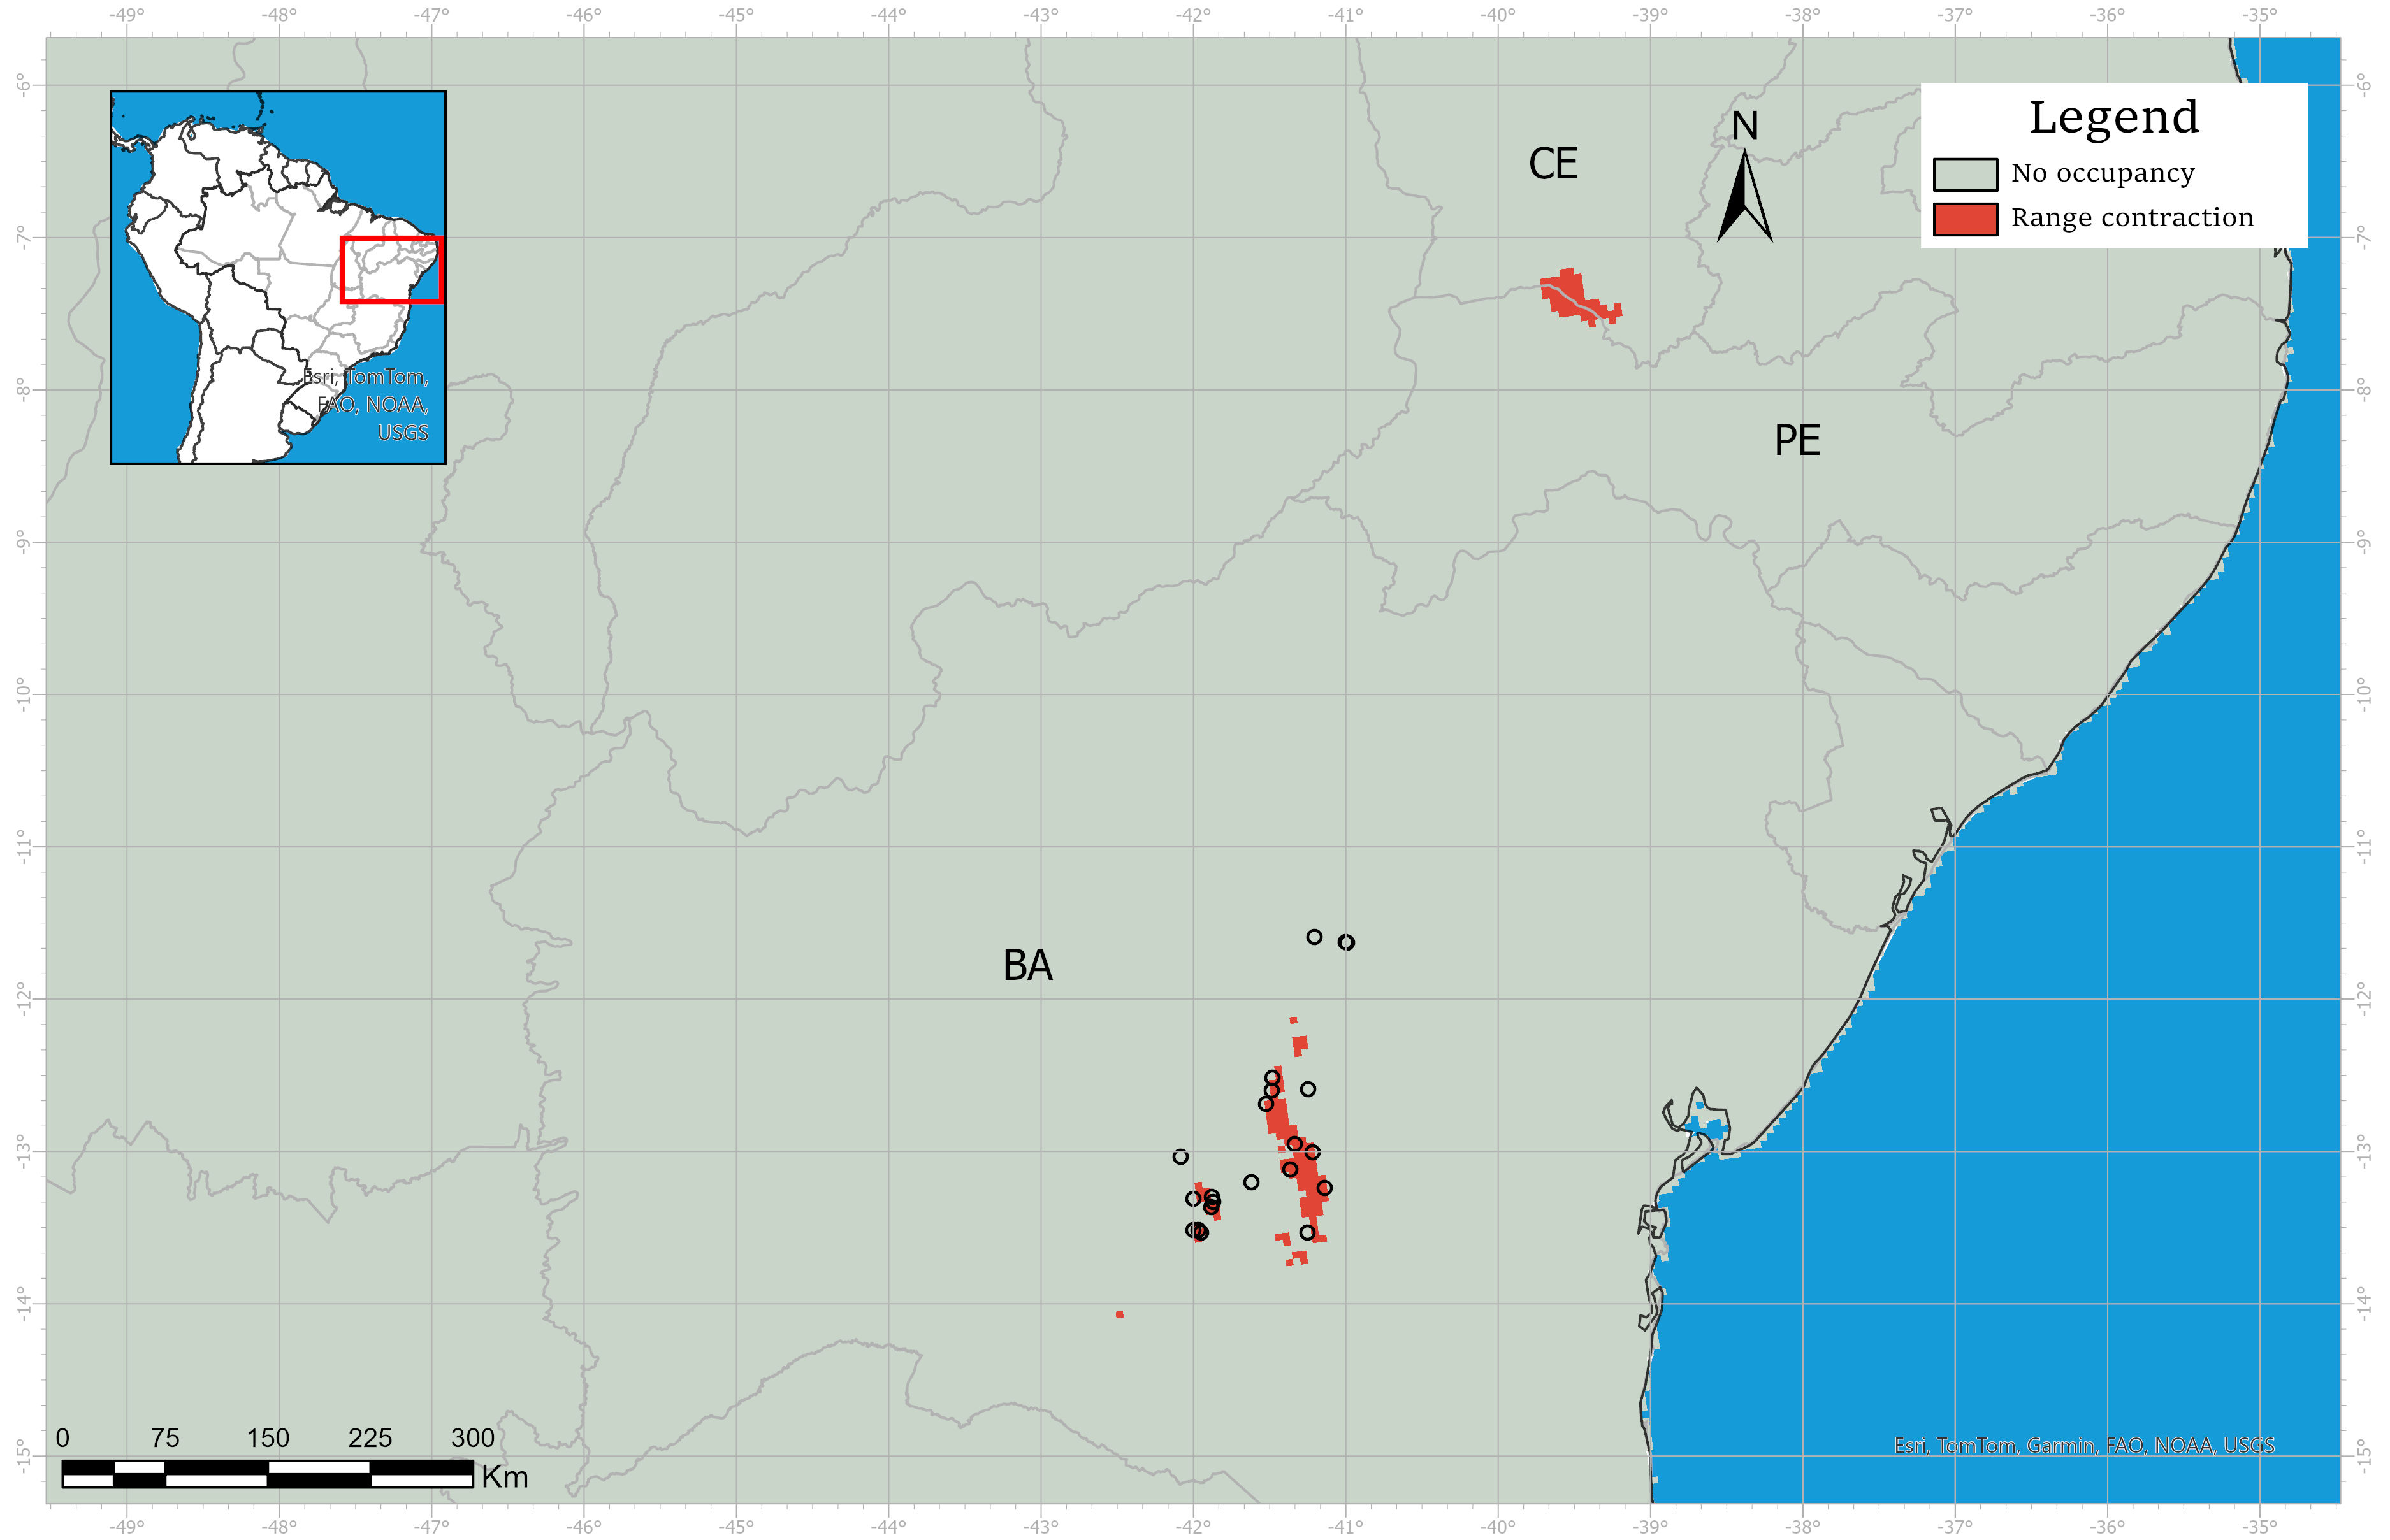 -49° -48° -47° -46° -45° -44° -43° -42° -41° -40° -39° -38° -37° -36° -35°
-6° -6°
N
Legend
CE
No occupancy
Range contraction
-7° -7°
Esri, TomTom,
FAO, NOAA,
USGS
-8° -8°
PE
-9° -9°
-10° -10°
-11° -11°
BA
-12° -12°
-13° -13°
-14° -14°
0 75 150 225 300
Km
Esri, TomTom, Garmin, FAO, NOAA, USGS
-15° -15°
-49° -48° -47° -46° -45° -44° -43° -42° -41° -40° -39° -38° -37° -36° -35°